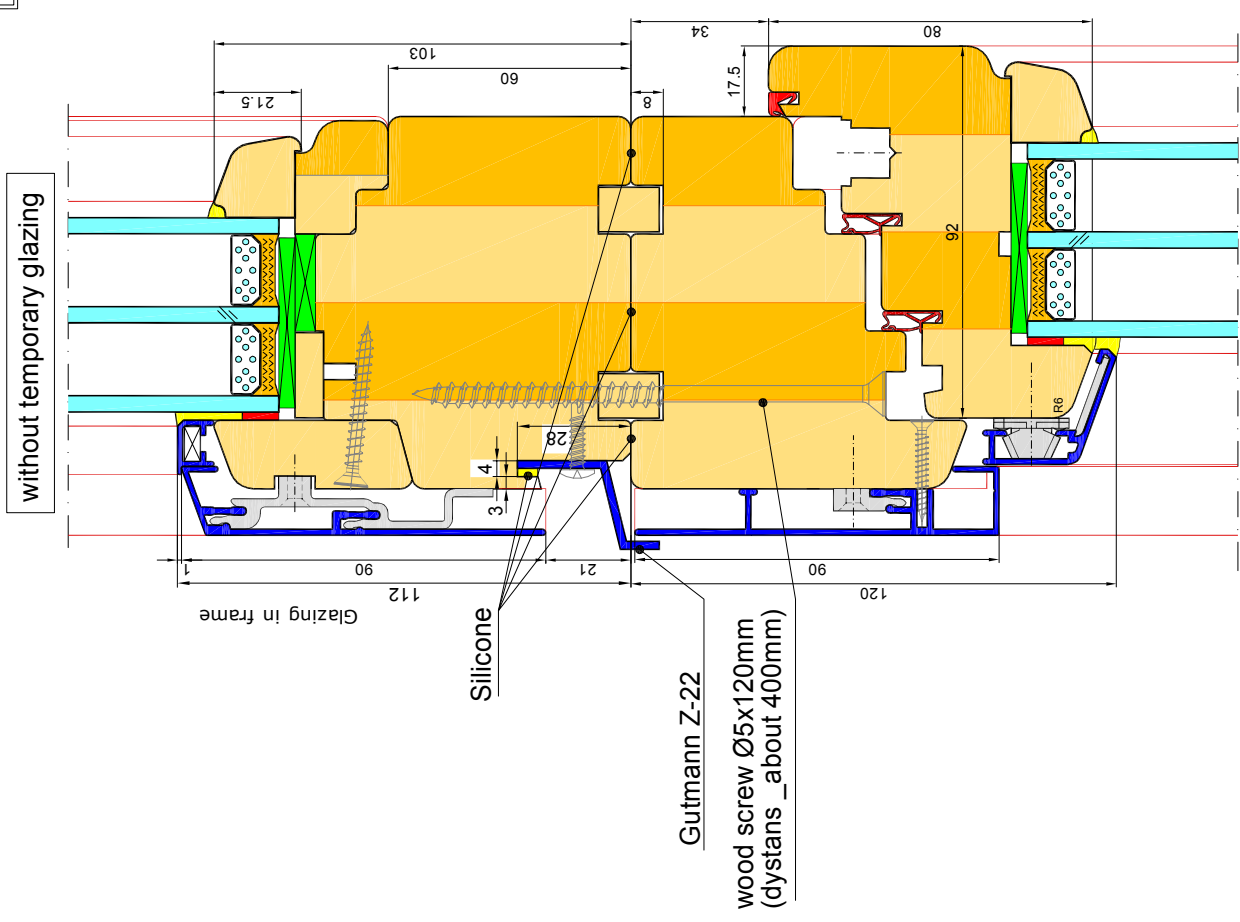 without temporary glazing
103
60
21.5
34
80
17.5
8
92
R6
28
4
3
1
90
21
112
Glazing in frame
90
120
Silicone
Gutmann Z-22
wood screw Ø5x120mm
(dystans _about 400mm)